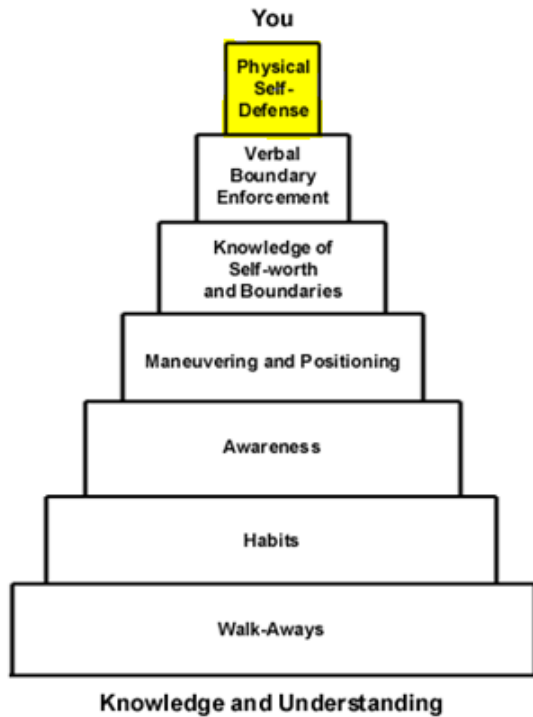 You
Physical
Self-
Defense
Verbal
Boundary
Enforcement
Knowledge of
Self-worth
and Boundaries
Maneuvering and Positioning
Awareness
Habits
Walk-Aways
Knowledge and Understanding